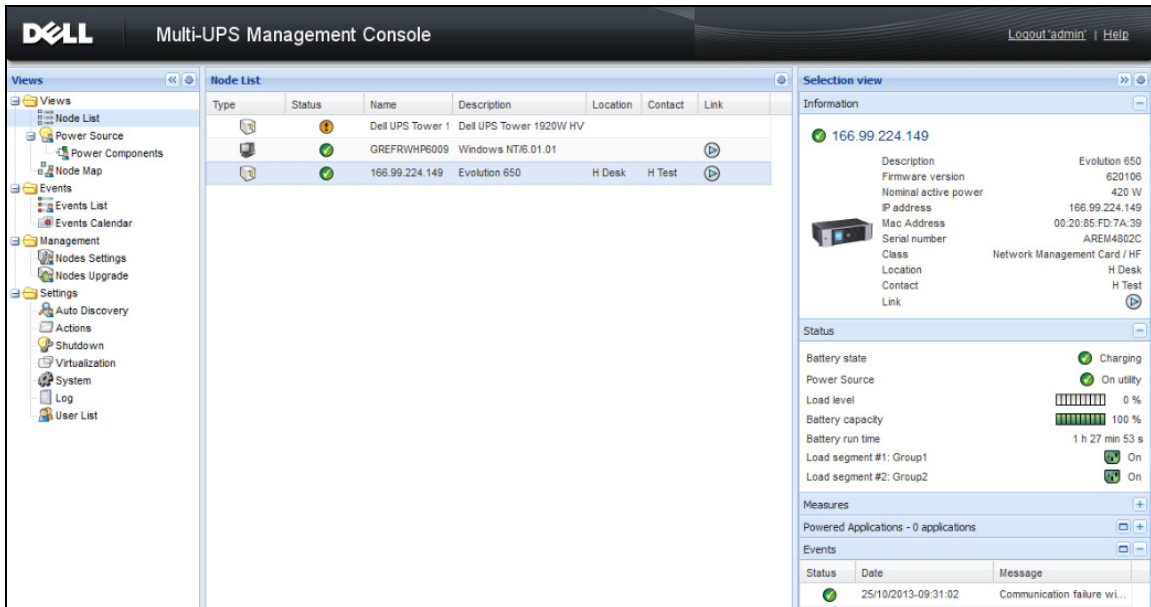 DELL Multi-UPS Management Console Logout 'admin' | Help
Views
Views
Node List
Power Source
Power Components
Node Map
Events
Events List
Events Calendar
Management
Nodes Settings
Nodes Upgrade
Settings
Auto Discovery
Actions
Shutdown
Virtualization
System
Log
User List
Node List
Type Status Name Description Location Contact Link
Dell UPS Tower 1 Dell UPS Tower 1920W HV
GREFRWHP6009 Windows NT/6.01.01
166.99.224.149 Evolution 650 H Desk H Test
Selection view
Information
166.99.224.149
Description Evolution 650
Firmware version 620106
Nominal active power 420 W
IP address 166.99.224.149
Mac Address 00:20:85:FD:7A:39
Serial number AREM4802C
Class Network Management Card / HF
Location H Desk
Contact H Test
Link
Status
Battery state Charging
Power Source On utility
Load level 0 %
Battery capacity 100 %
Battery run time 1 h 27 min 53 s
Load segment #1: Group1 On
Load segment #2: Group2 On
Measures
Powered Applications - 0 applications
Events
Status Date Message
25/10/2013-09:31:02 Communication failure wi...